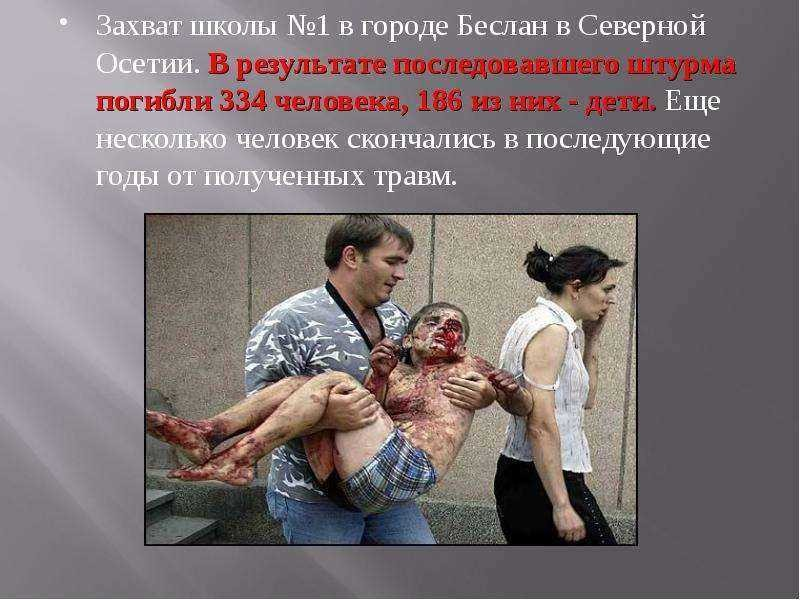 • Захват школы №1 в городе Беслан в Северной
Осетии. В результате последовавшего штурма
погибли 334 человека, 186 из них - дети. Еще
несколько человек скончались в последующие
годы от полученных травм.